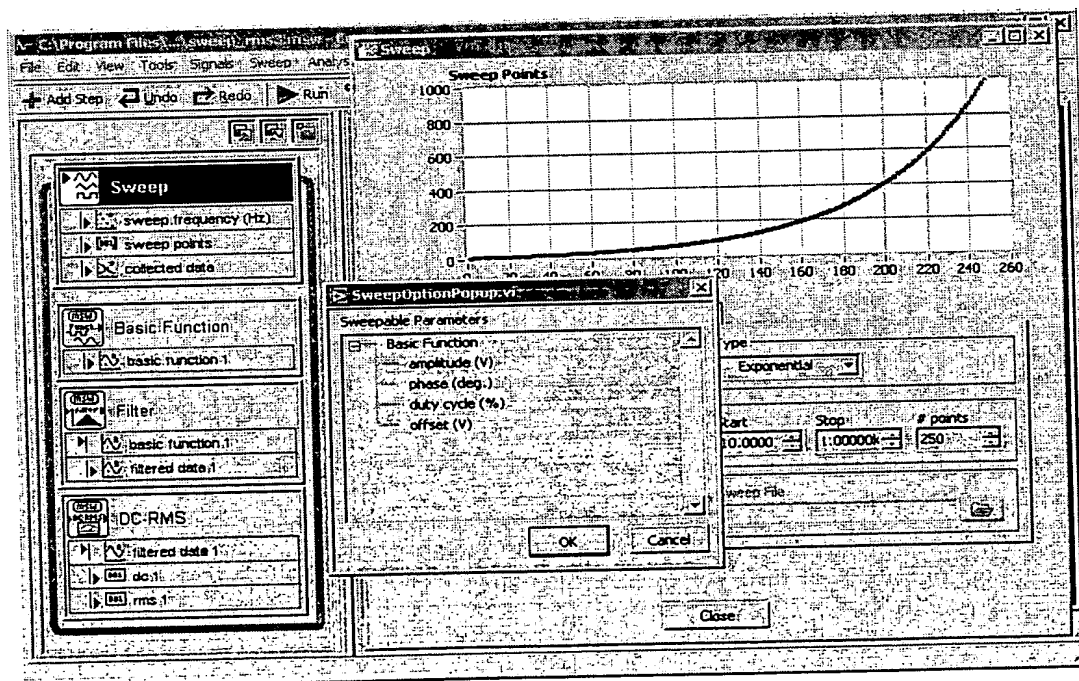 C:\Program Files\...\sweep
File Edit View Tools Signals Sweep Analys
Add Step Undo Redo Run
Sweep
sweep frequency (Hz)
sweep points
collected data
Basic Function
basic function 1
Filter
basic function 1
filtered data 1
DC-RMS
filtered data 1
dc 1
rms 1
Sweep
Sweep Points
1000
800
600
400
200
0
140 160 180 200 220 240 260
SweepOptionPopup.vi
Sweepable Parameters
Basic Function
amplitude (V)
phase (deg.)
duty cycle (%)
offset (V)
OK Cancel
ype
Exponential
tart Stop # points
10.0000 1.00000k 250
weep File
Close